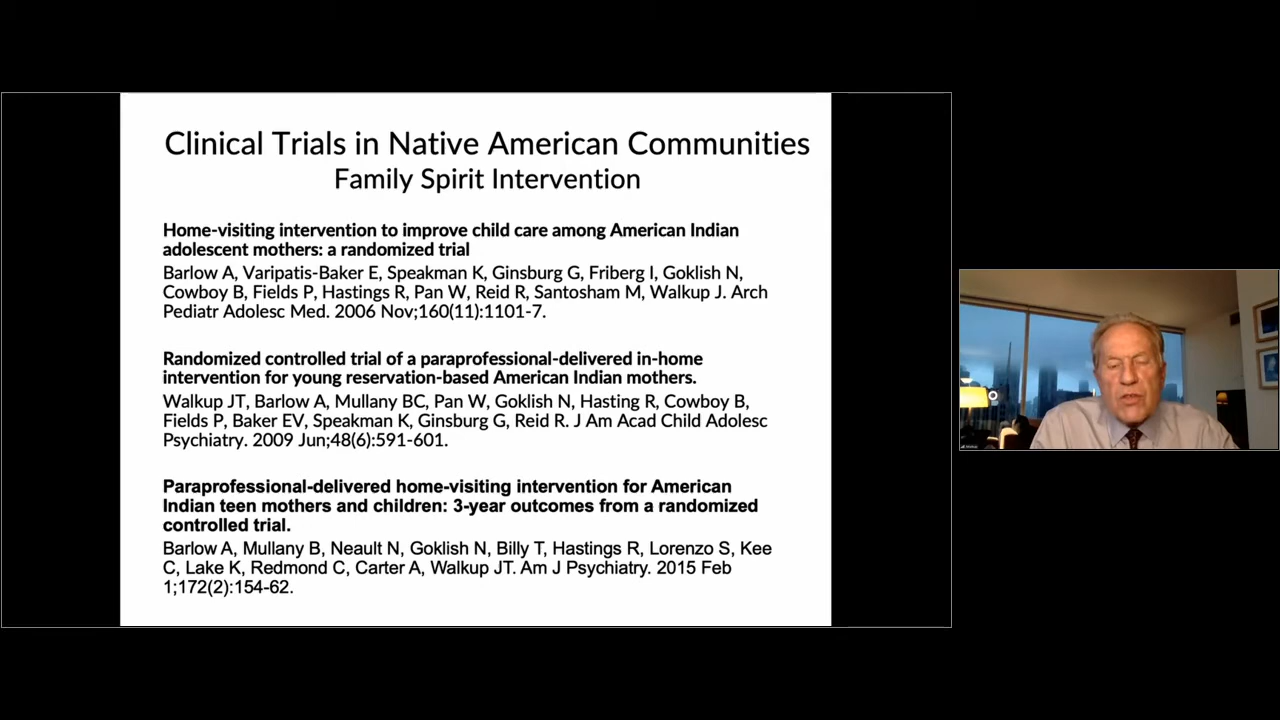 Clinical Trials in Native American Communities
Family Spirit Intervention
Home-visiting intervention to improve child care among American Indian
adolescent mothers: a randomized trial
Barlow A, Varipatis-Baker E, Speakman K, Ginsburg G, Friberg I, Goklish N,
Cowboy B, Fields P, Hastings R, Pan W, Reid R, Santosham M, Walkup J. Arch
Pediatr Adolesc Med. 2006 Nov;160(11):1101-7.
Randomized controlled trial of a paraprofessional-delivered in-home
intervention for young reservation-based American Indian mothers.
Walkup JT, Barlow A, Mullany BC, Pan W, Goklish N, Hasting R, Cowboy B,
Fields P, Baker EV, Speakman K, Ginsburg G, Reid R. J Am Acad Child Adolesc
Psychiatry. 2009 Jun;48(6):591-601.
Paraprofessional-delivered home-visiting intervention for American
Indian teen mothers and children: 3-year outcomes from a randomized
controlled trial.
Barlow A, Mullany B, Neault N, Goklish N, Billy T, Hastings R, Lorenzo S, Kee
C, Lake K, Redmond C, Carter A, Walkup JT. Am J Psychiatry. 2015 Feb
1;172(2):154-62.